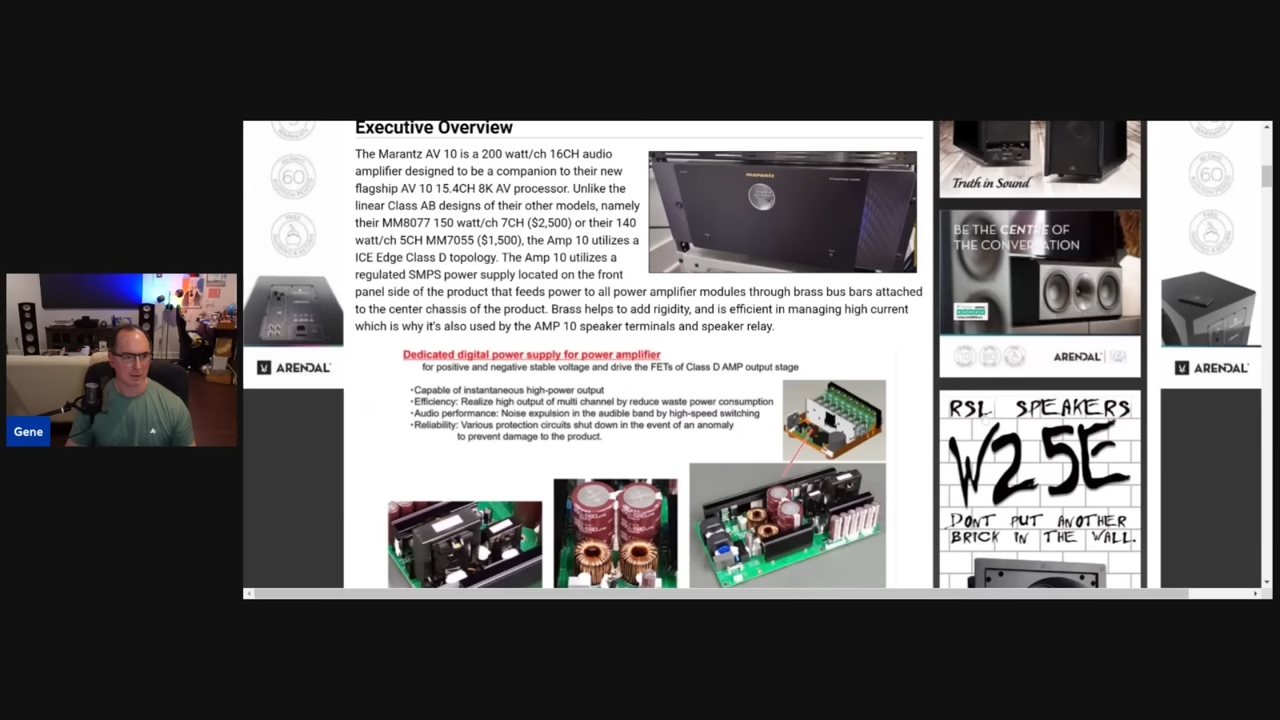 Executive Overview
The Marantz AV 10 is a 200 watt/ch 16CH audio
amplifier designed to be a companion to their new
flagship AV 10 15.4CH 8K AV processor. Unlike the
linear Class AB designs of their other models, namely
their MM8077 150 watt/ch 7CH ($2,500) or their 140
watt/ch 5CH MM7055 ($1,500), the Amp 10 utilizes a
ICE Edge Class D topology. The Amp 10 utilizes a
regulated SMPS power supply located on the front
panel side of the product that feeds power to all power amplifier modules through brass bus bars attached
to the center chassis of the product. Brass helps to add rigidity, and is efficient in managing high current
which is why it's also used by the AMP 10 speaker terminals and speaker relay.
marantz
Dedicated digital power supply for power amplifier
for positive and negative stable voltage and drive the FETs of Class D AMP output stage
・Capable of instantaneous high-power output
・Efficiency: Realize high output of multi channel by reduce waste power consumption
・Audio performance: Noise expulsion in the audible band by high-speed switching
・Reliability: Various protection circuits shut down in the event of an anomaly
to prevent damage to the product.
Gene
60
ARENDAL
Truth in Sound
BE THE CENTRE OF
THE CONVERSATION
ARENDAL
RSL SPEAKERS
W25E
DONT PUT ANOTHER
BRICK IN THE WALL.
60
ARENDAL